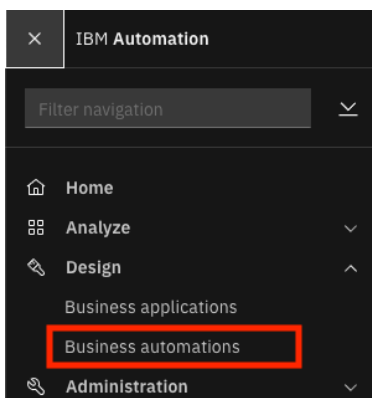 IBM Automation
Filter navigation
Home
Analyze
Design
Business applications
Business automations
Administration